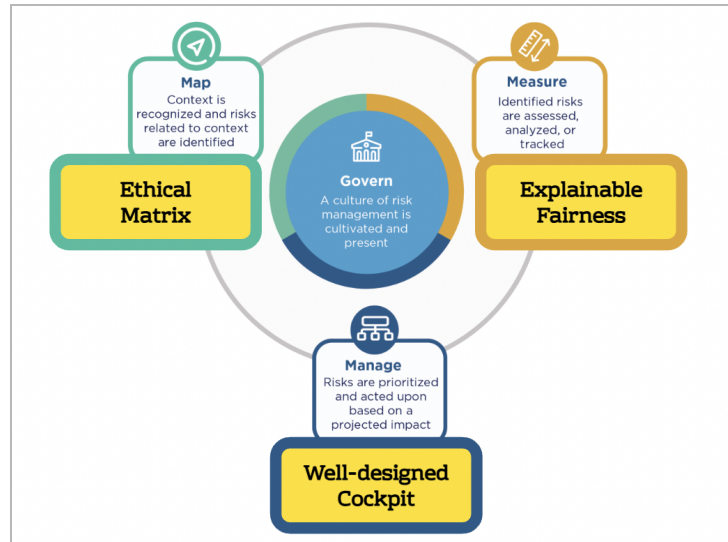 Map
Context is
recognized and risks
related to context
are identified
Ethical
Matrix
Measure
Identified risks
are assessed,
analyzed, or
tracked
Explainable
Fairness
Govern
A culture of risk
management is
cultivated and
present
Manage
Risks are prioritized
and acted upon
based on a
projected impact
Well-designed
Cockpit